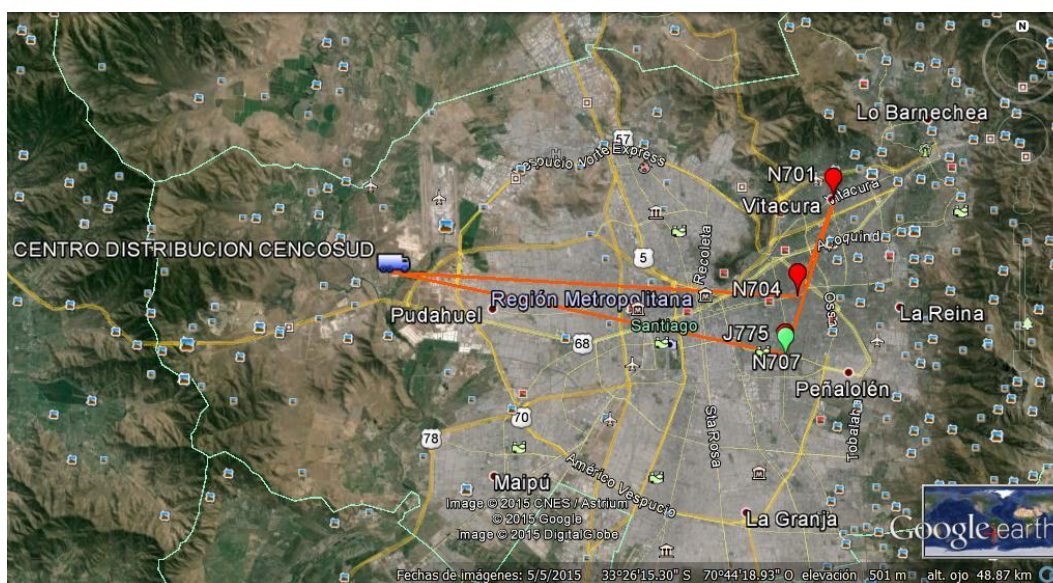 N
Lo Barnechea
57
Vespucio Norte Express
N701
Vitacura
Vitacura
CENTRO DISTRIBUCION CENCOSUD
5
Recoleta
N704
Región Metropolitana
Ossa
La Reina
Pudahuel
Santiago
J775
68
N707
Peñalolén
70
Sta Rosa
Tobalaba
78
Maipú
Américo Vespucio
Image © 2015 CNES / Astrium
© 2015 Google
Image © 2015 DigitalGlobe
La Granja
Google earth
Fechas de imágenes: 5/5/2015 33°26'15.30" S 70°44'18.93" O elevación 501 m alt. ojo 48.87 km